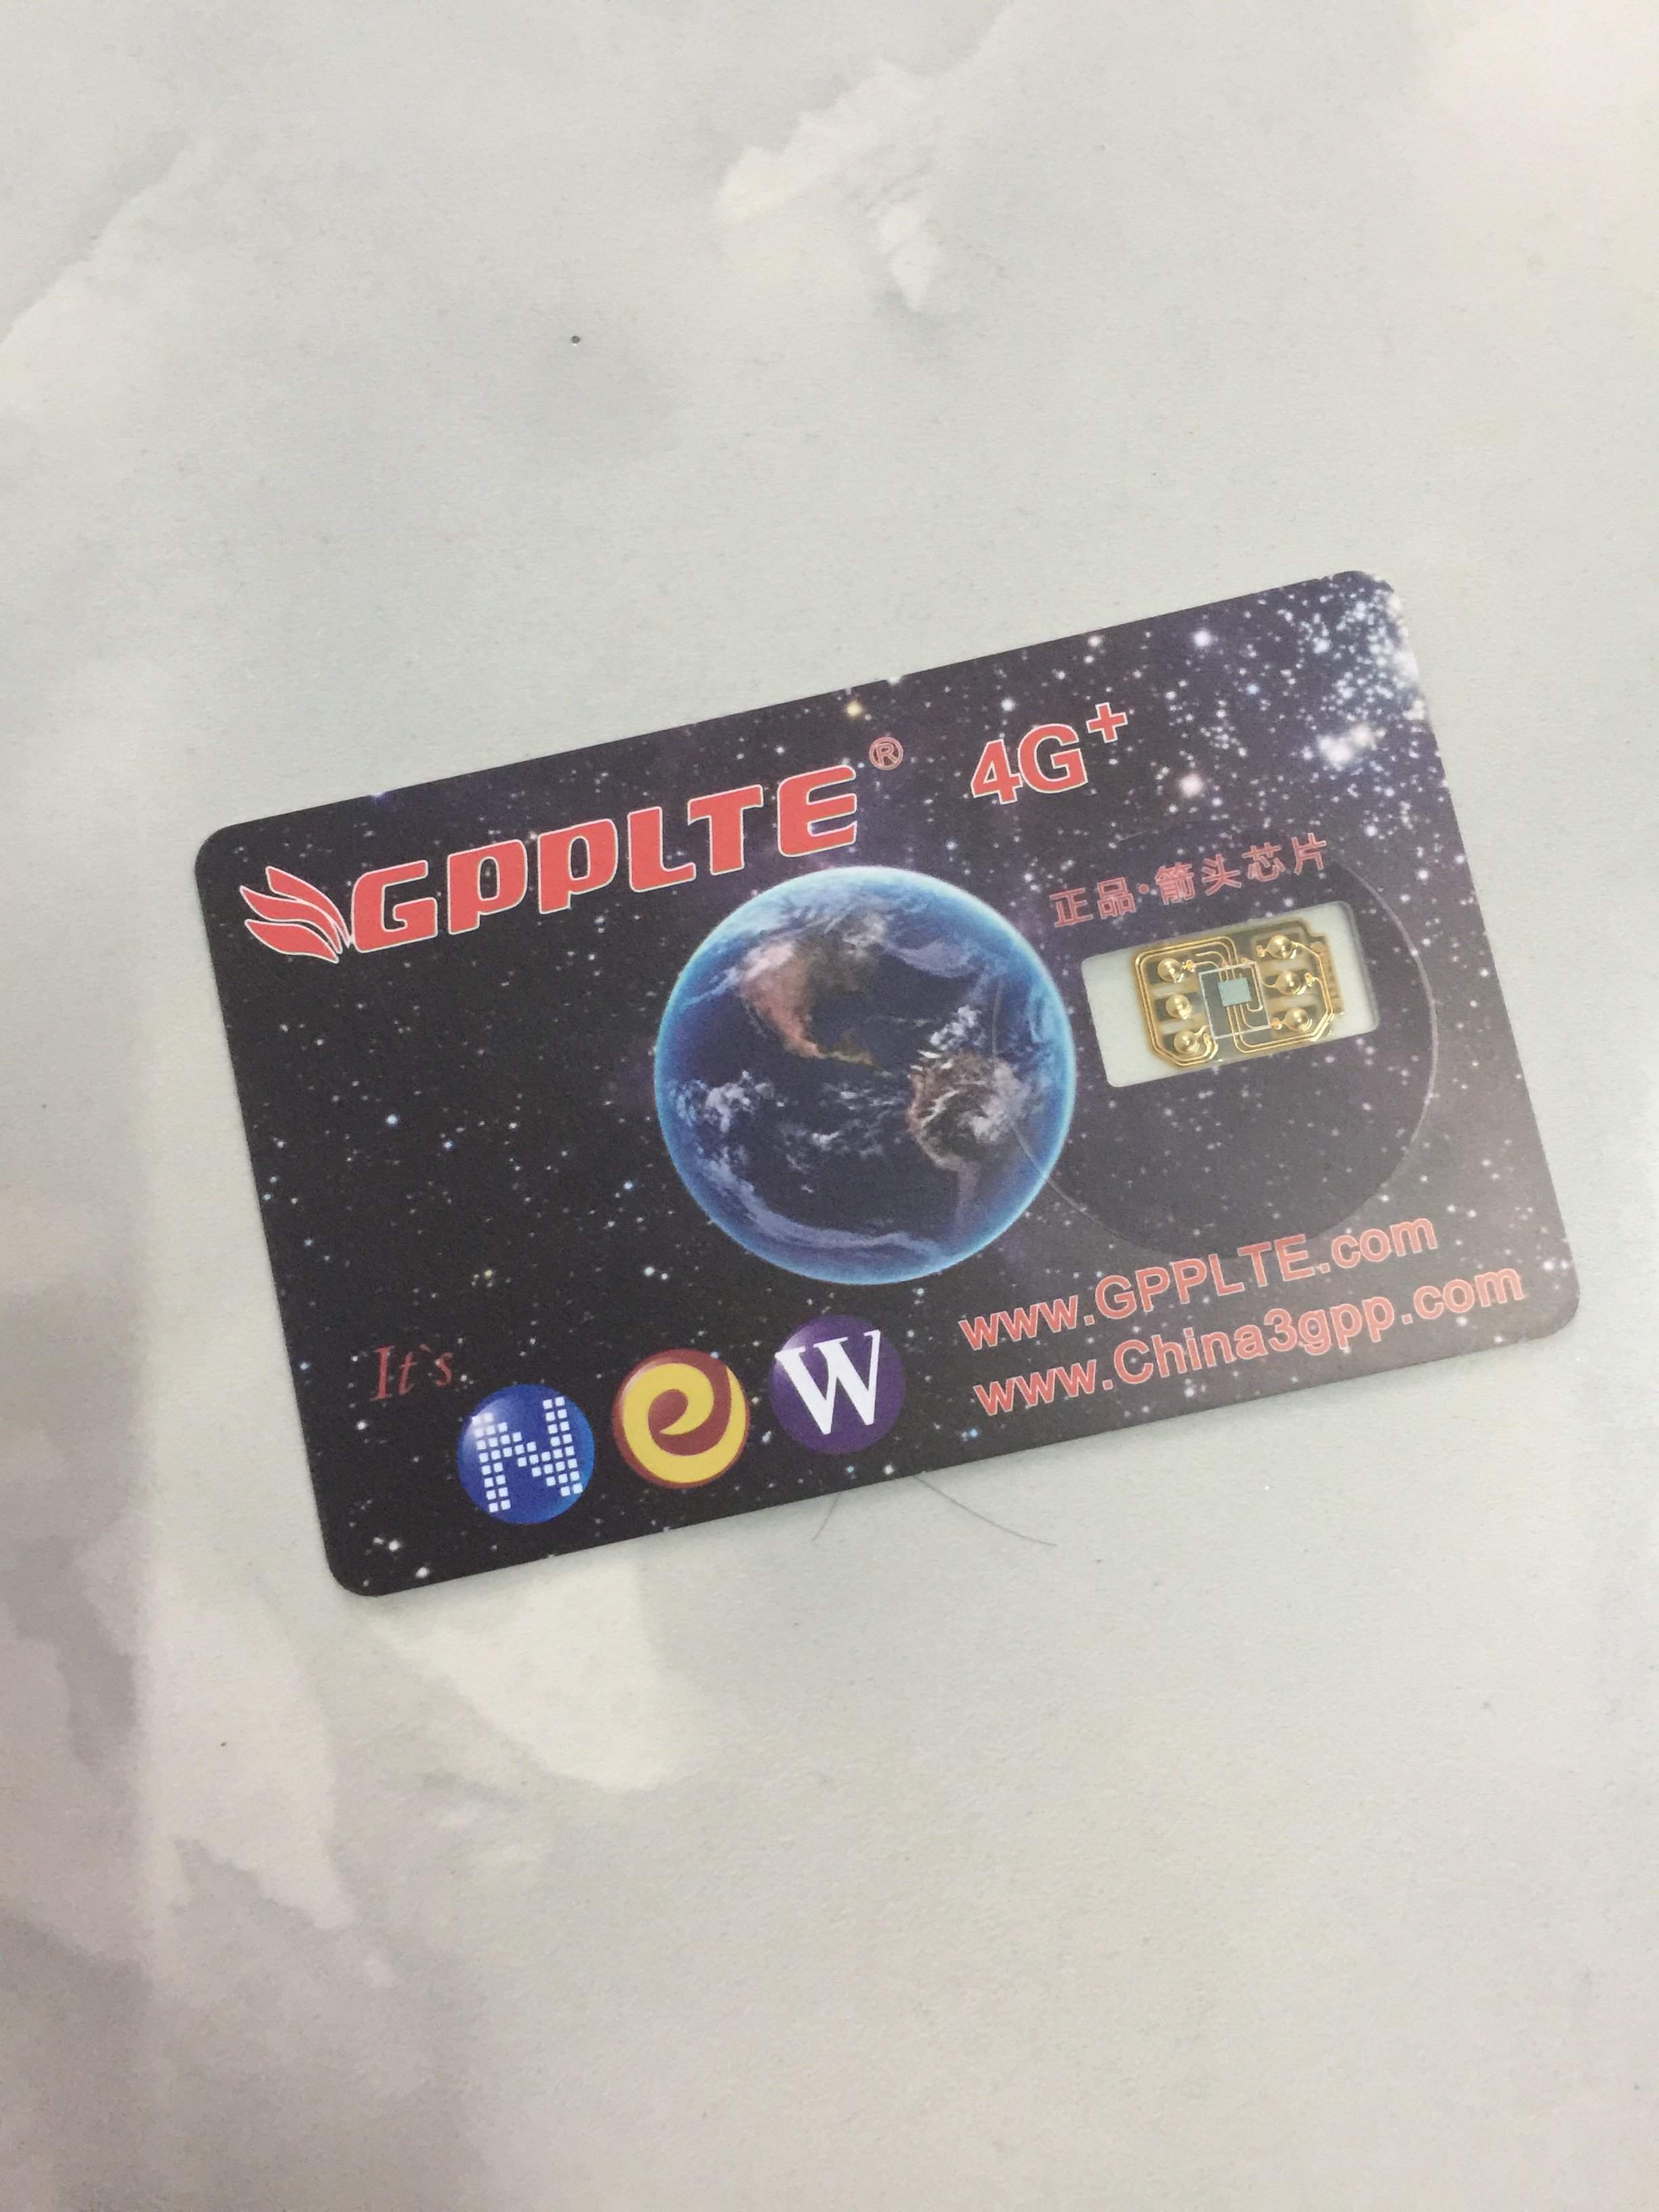 GPPLTE® 4G+
正品·箭头芯片
www.GPPLTE.com
www.China3gpp.com
It`s
NeW